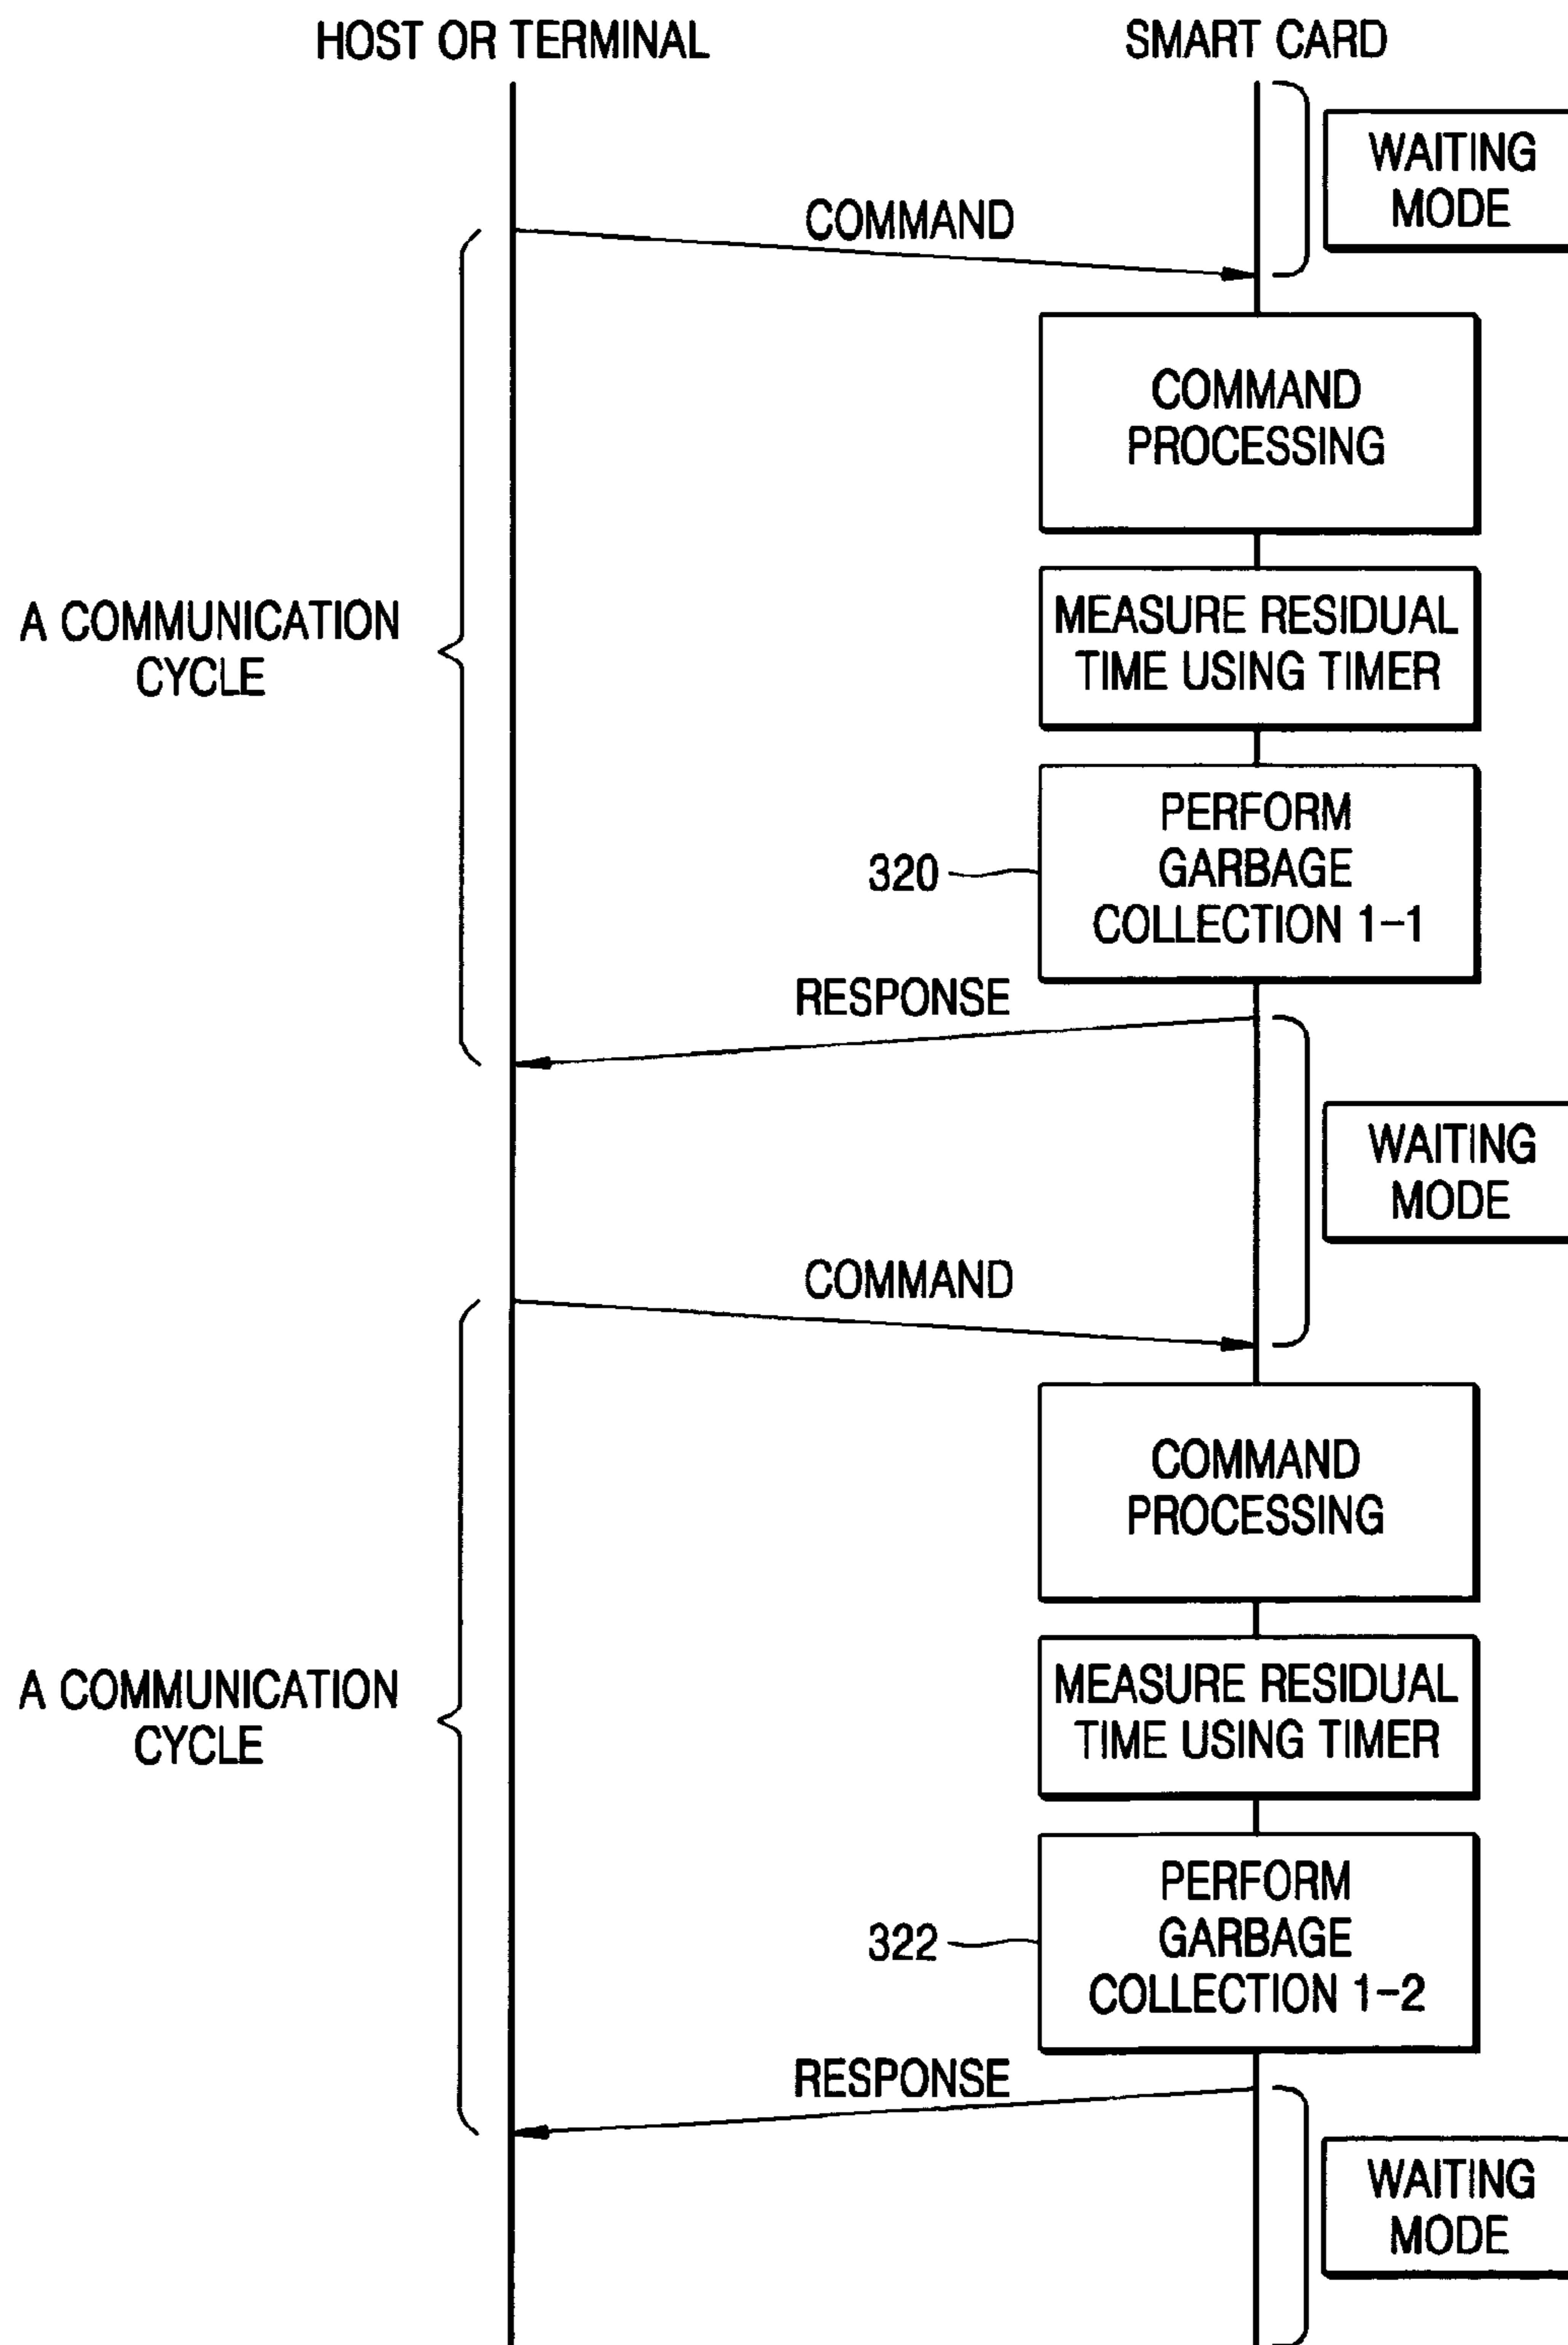 HOST OR TERMINAL
SMART CARD
WAITING
MODE
COMMAND
COMMAND
PROCESSING
A COMMUNICATION
CYCLE
MEASURE RESIDUAL
TIME USING TIMER
320
PERFORM
GARBAGE
COLLECTION 1-1
RESPONSE
WAITING
MODE
COMMAND
COMMAND
PROCESSING
A COMMUNICATION
CYCLE
MEASURE RESIDUAL
TIME USING TIMER
322
PERFORM
GARBAGE
COLLECTION 1-2
RESPONSE
WAITING
MODE